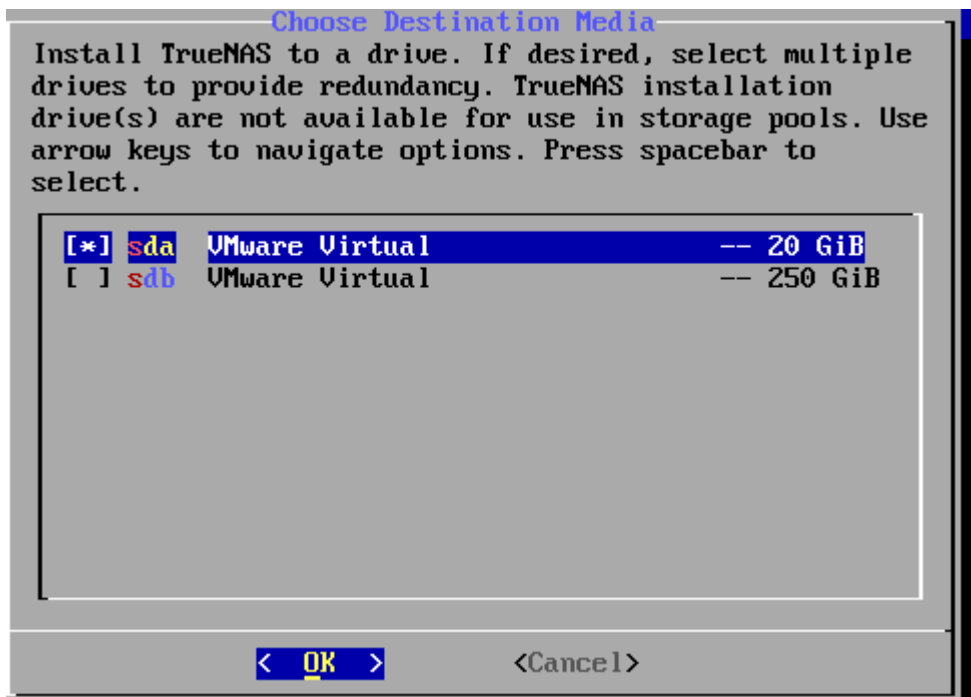 Choose Destination Media
Install TrueNAS to a drive. If desired, select multiple
drives to provide redundancy. TrueNAS installation
drive(s) are not available for use in storage pools. Use
arrow keys to navigate options. Press spacebar to
select.
[*] sda VMware Virtual -- 20 GiB
[ ] sdb VMware Virtual -- 250 GiB
< OK > <Cancel>